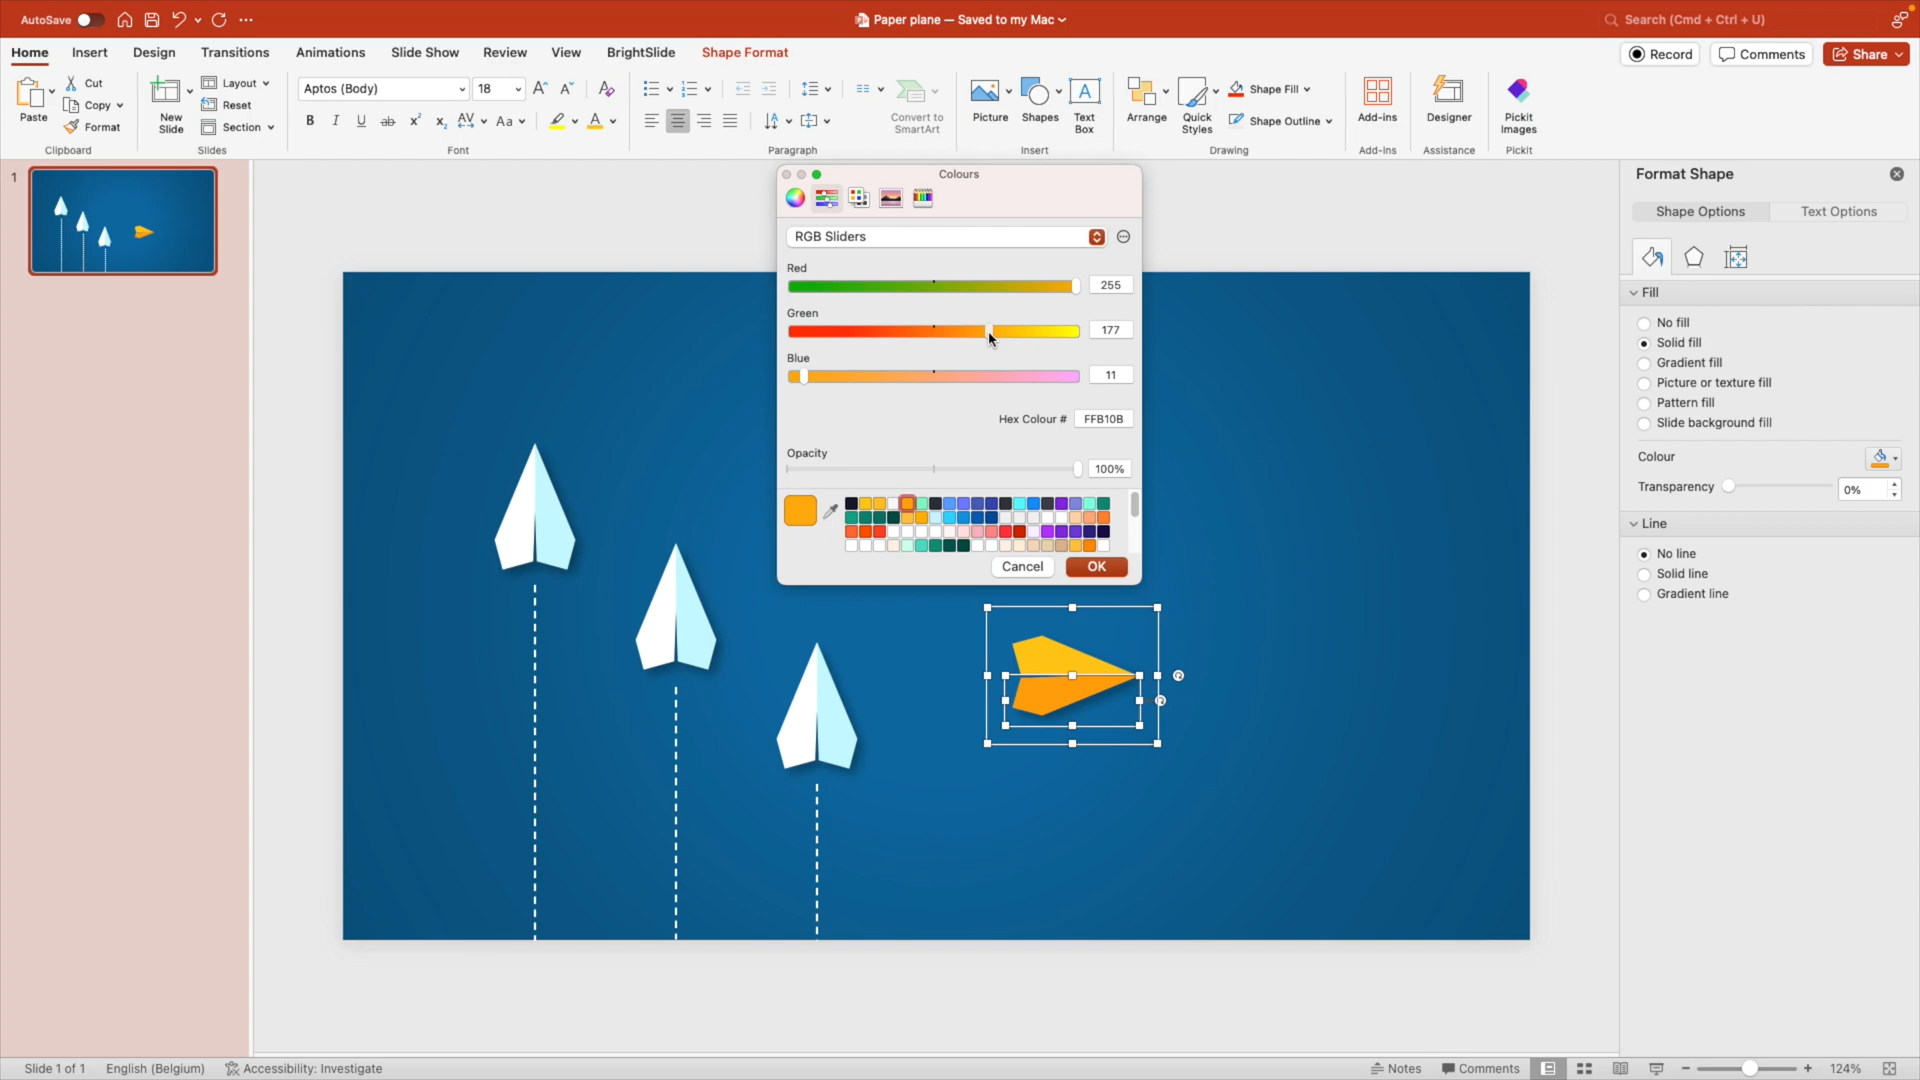 AutoSave
Paper plane — Saved to my Mac
Search (Cmd + Ctrl + U)
Home Insert Design Transitions Animations Slide Show Review View BrightSlide Shape Format
Record Comments Share
Paste
Cut
Copy
Format
Clipboard
New Slide
Layout
Reset
Section
Slides
Aptos (Body) 18
B I U ab x² x₂ AV Aa A
Font
Convert to SmartArt
Paragraph
Picture
Shapes
Text Box
Insert
Arrange
Quick Styles
Shape Fill
Shape Outline
Drawing
Add-ins
Add-ins
Designer
Assistance
Pickit Images
Pickit
1
Colours
RGB Sliders
Red
255
Green
177
Blue
11
Hex Colour # FFB10B
Opacity
100%
Cancel OK
Format Shape
Shape Options Text Options
Fill
No fill
Solid fill
Gradient fill
Picture or texture fill
Pattern fill
Slide background fill
Colour
Transparency 0%
Line
No line
Solid line
Gradient line
Slide 1 of 1 English (Belgium) Accessibility: Investigate
Notes Comments 124%